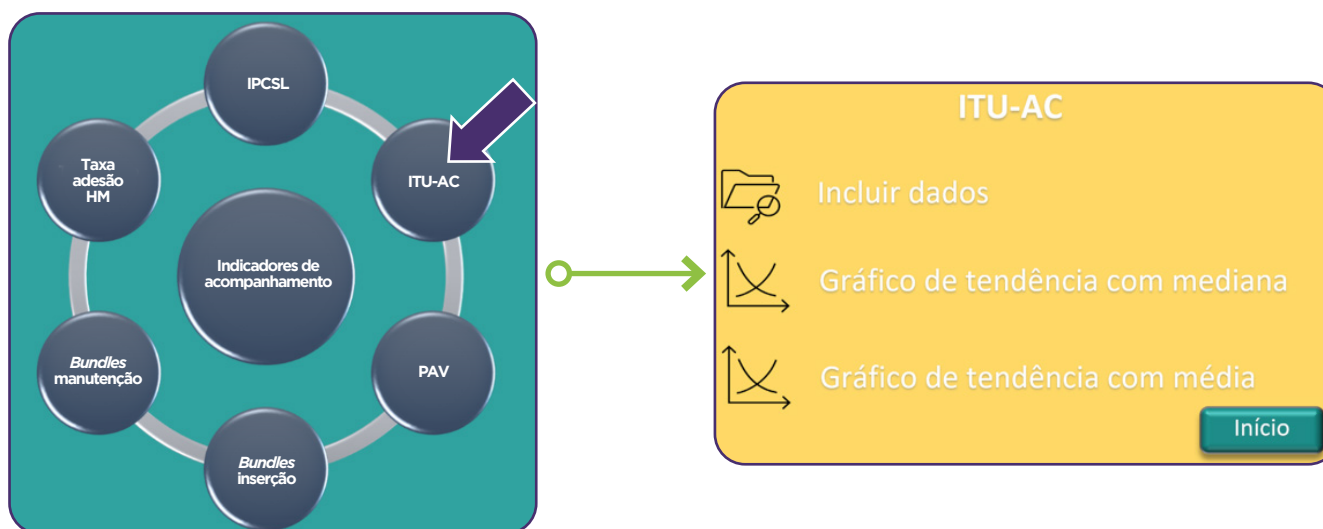 IPCSL
Taxa
adesão
HM
ITU-AC
Indicadores de
acompanhamento
Bundles
manutenção
PAV
Bundles
inserção
ITU-AC
Incluir dados
Gráfico de tendência com mediana
Gráfico de tendência com média
Início